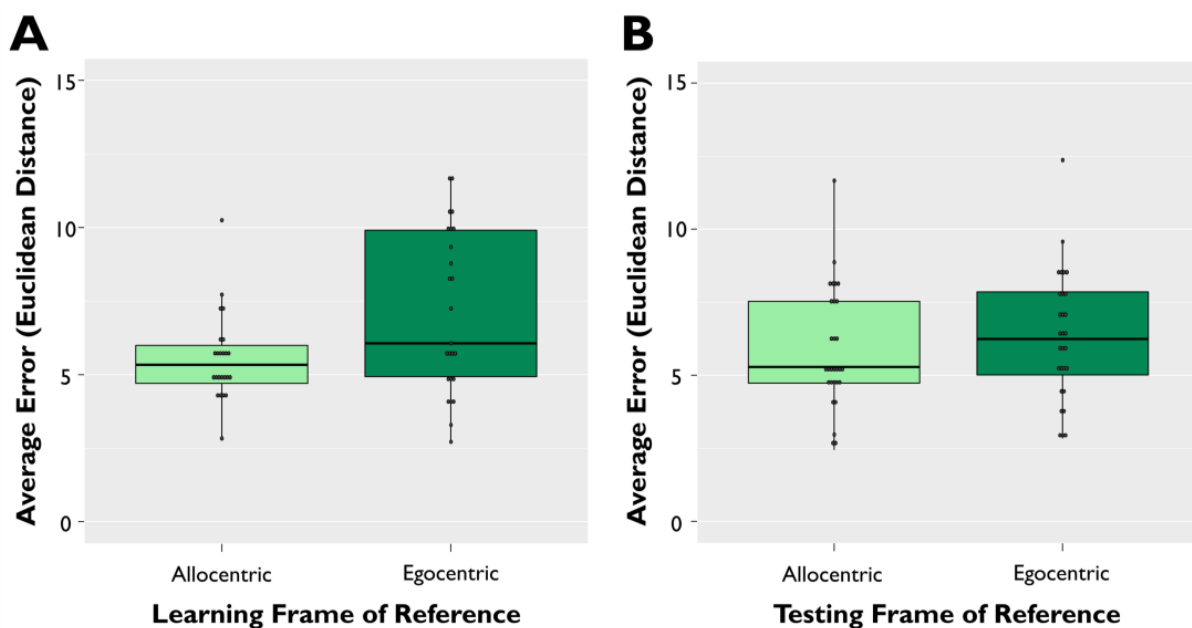 A
Average Error (Euclidean Distance)
15
10
5
0
Allocentric
Egocentric
Learning Frame of Reference
B
Average Error (Euclidean Distance)
15
10
5
0
Allocentric
Egocentric
Testing Frame of Reference